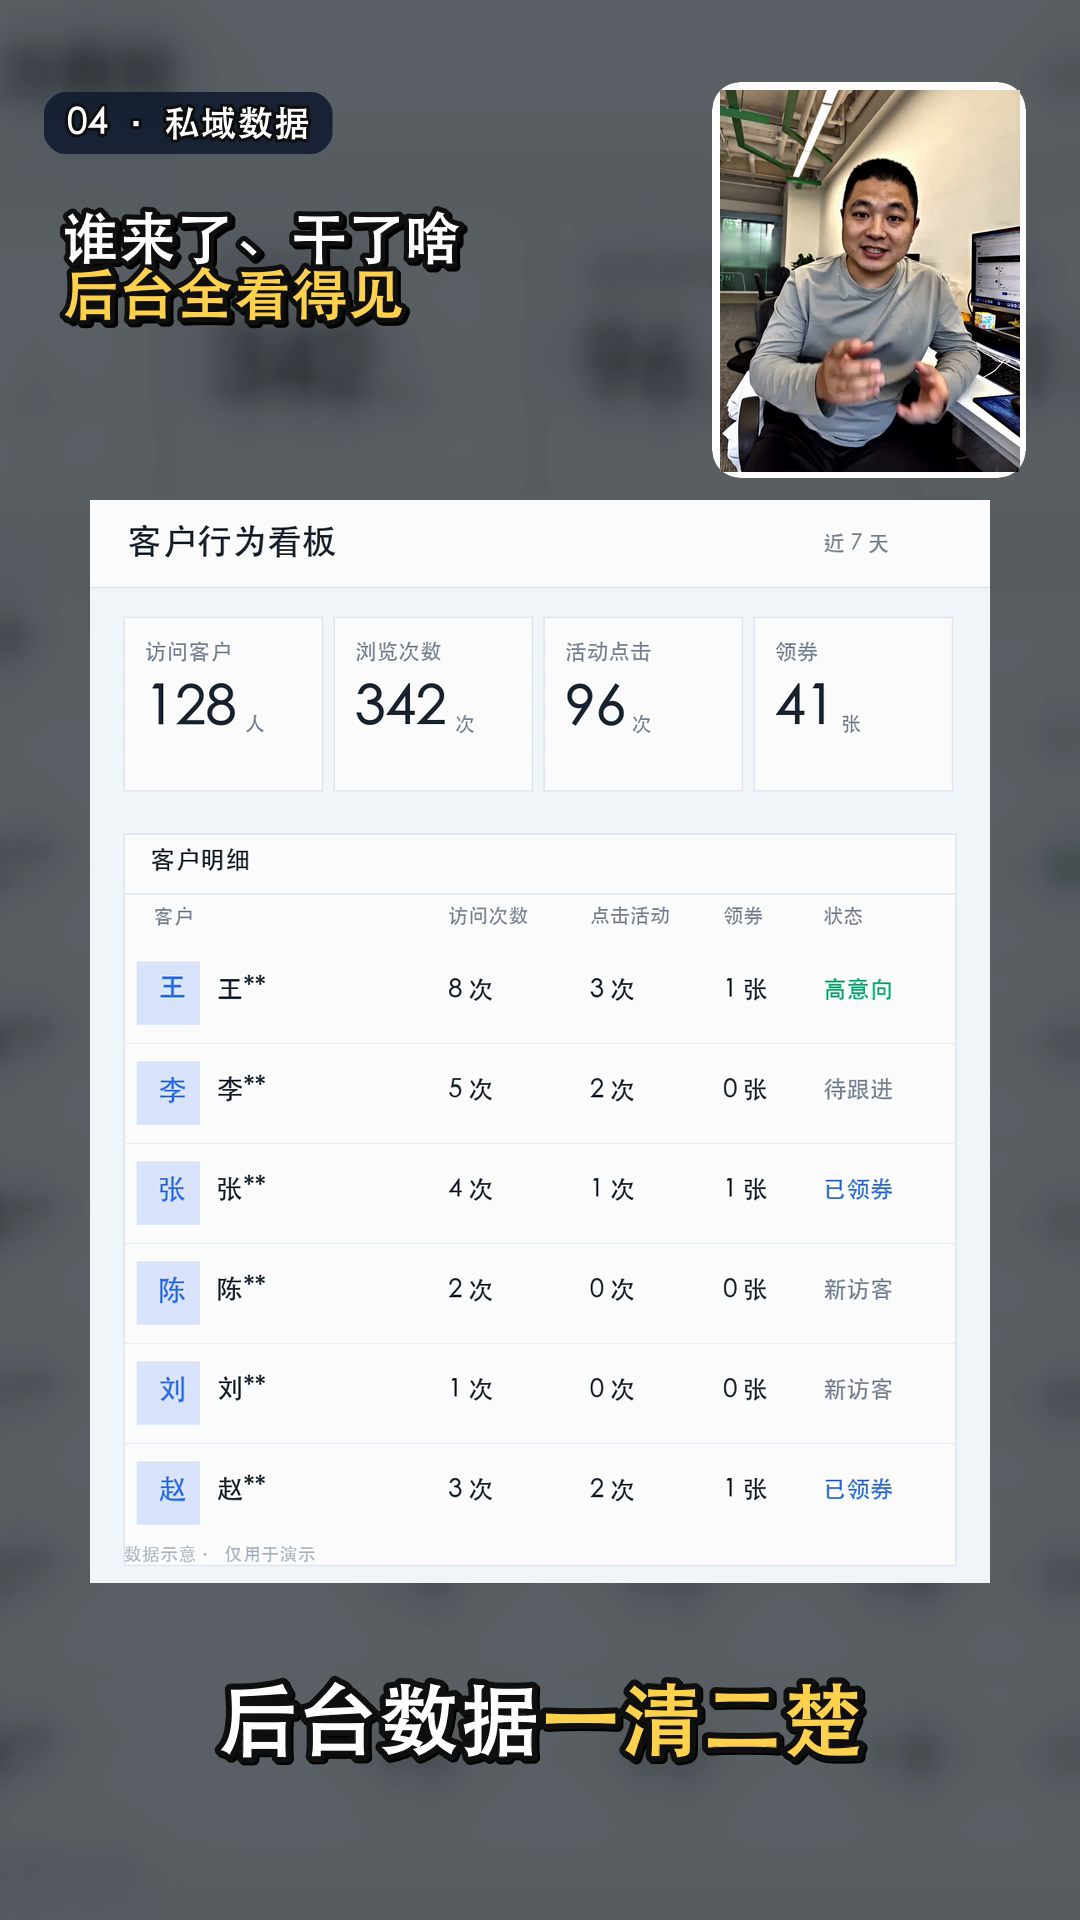 04 · 私域数据
谁来了、干了啥
后台全看得见
客户行为看板
近 7 天
访问客户
128 人
浏览次数
342 次
活动点击
96 次
领券
41 张
客户明细
客户 访问次数 点击活动 领券 状态
王 王** 8 次 3 次 1 张 高意向
李 李** 5 次 2 次 0 张 待跟进
张 张** 4 次 1 次 1 张 已领券
陈 陈** 2 次 0 次 0 张 新访客
刘 刘** 1 次 0 次 0 张 新访客
赵 赵** 3 次 2 次 1 张 已领券
数据示意 · 仅用于演示
后台数据一清二楚